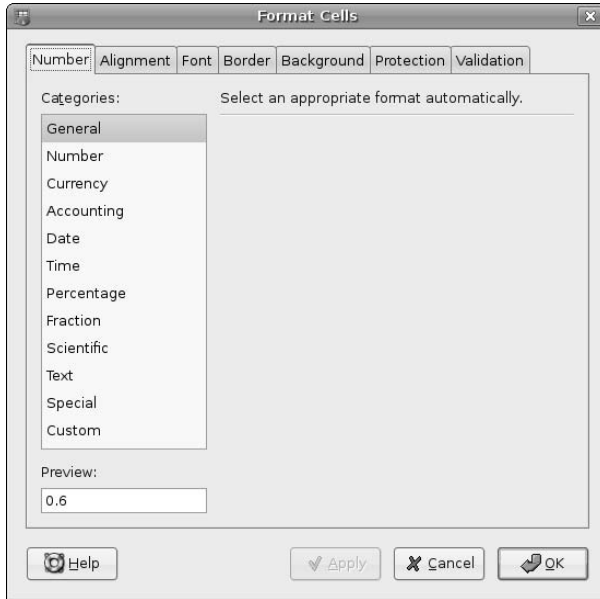 Format Cells
Number Alignment Font Border Background Protection Validation
Categories:
Select an appropriate format automatically.
General
Number
Currency
Accounting
Date
Time
Percentage
Fraction
Scientific
Text
Special
Custom
Preview:
0.6
Help Apply Cancel OK